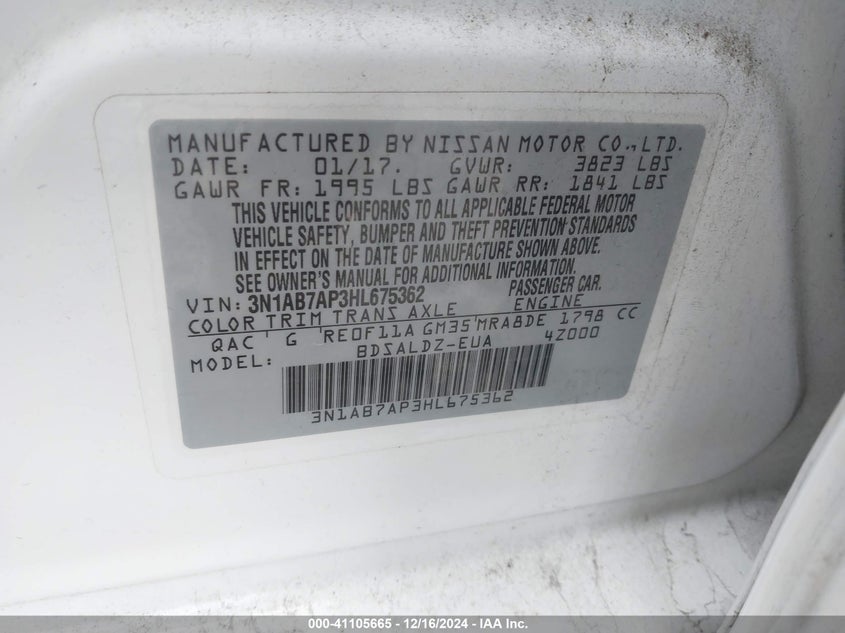 MANUFACTURED BY NISSAN MOTOR CO.,LTD.
DATE: 01/17. GVWR: 3823 LBS
GAWR FR: 1995 LBS GAWR RR: 1841 LBS
THIS VEHICLE CONFORMS TO ALL APPLICABLE FEDERAL MOTOR
VEHICLE SAFETY, BUMPER AND THEFT PREVENTION STANDARDS
IN EFFECT ON THE DATE OF MANUFACTURE SHOWN ABOVE.
SEE OWNER'S MANUAL FOR ADDITIONAL INFORMATION.
VIN: 3N1AB7AP3HL675362 PASSENGER CAR.
COLOR TRIM TRANS AXLE ENGINE
QAC G RE0F11A GM35 MRA8DE 1798 CC
MODEL: BDSALDZ-EUA 4Z000
3N1AB7AP3HL675362
000-41105665 - 12/16/2024 - IAA Inc.